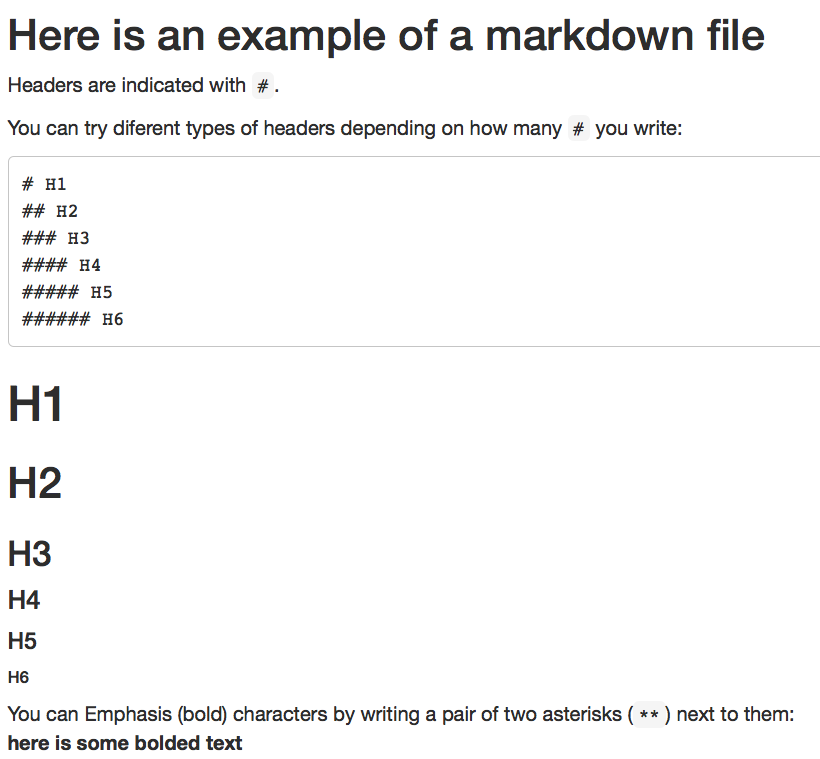 Here is an example of a markdown file
Headers are indicated with #.
You can try diferent types of headers depending on how many # you write:
# H1
## H2
### H3
#### H4
##### H5
###### H6
H1
H2
H3
H4
H5
H6
You can Emphasis (bold) characters by writing a pair of two asterisks ( ** ) next to them:
here is some bolded text